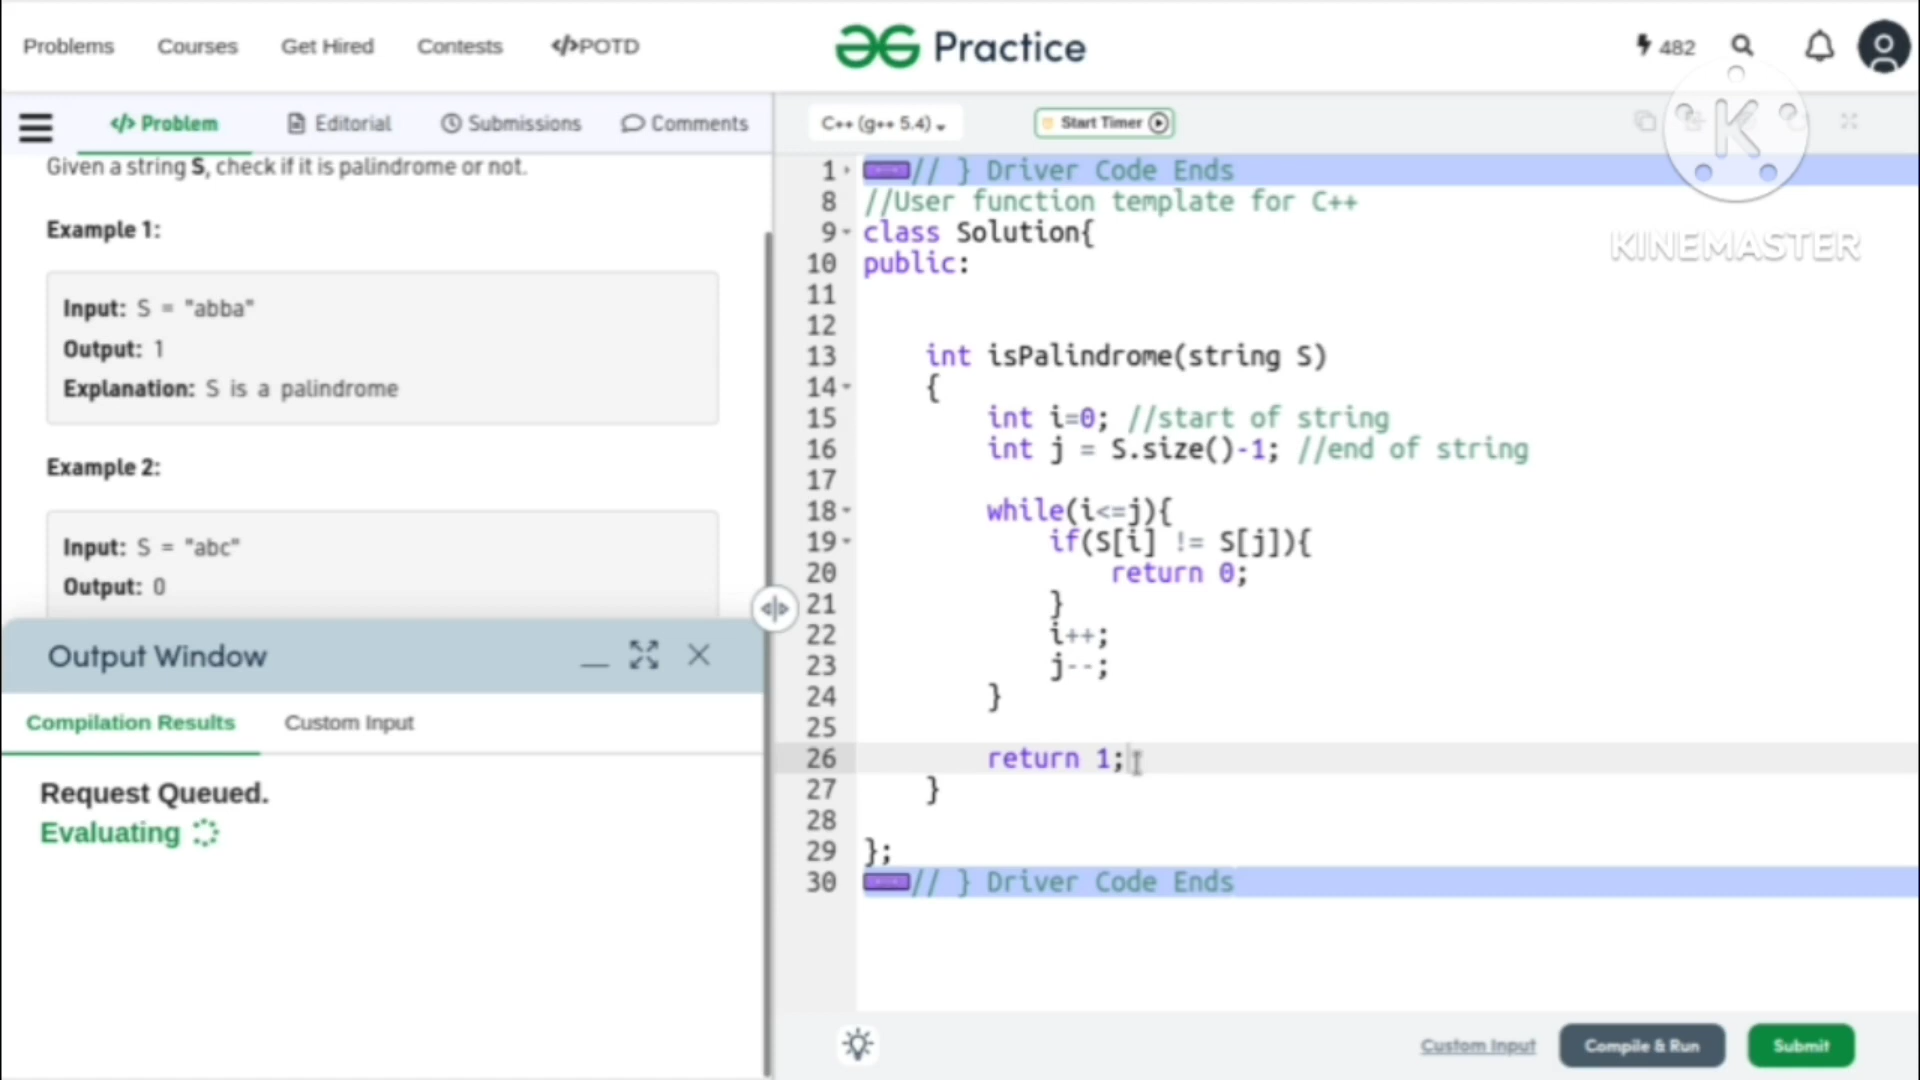 Problems Courses Get Hired Contests </>POTD
Practice
482
</> Problem Editorial Submissions Comments
Given a string S, check if it is palindrome or not.
Example 1:
Input: S = "abba"
Output: 1
Explanation: S is a palindrome
Example 2:
Input: S = "abc"
Output: 0
Output Window
Compilation Results Custom Input
Request Queued.
Evaluating
C++ (g++ 5.4) Start Timer
K
KINEMASTER
1 // } Driver Code Ends
8 //User function template for C++
9 class Solution{
10 public:
11
12
13 int isPalindrome(string S)
14 {
15 int i=0; //start of string
16 int j = S.size()-1; //end of string
17
18 while(i<=j){
19 if(S[i] != S[j]){
20 return 0;
21 }
22 i++;
23 j--;
24 }
25
26 return 1;
27 }
28
29 };
30 // } Driver Code Ends
Custom Input Compile & Run Submit